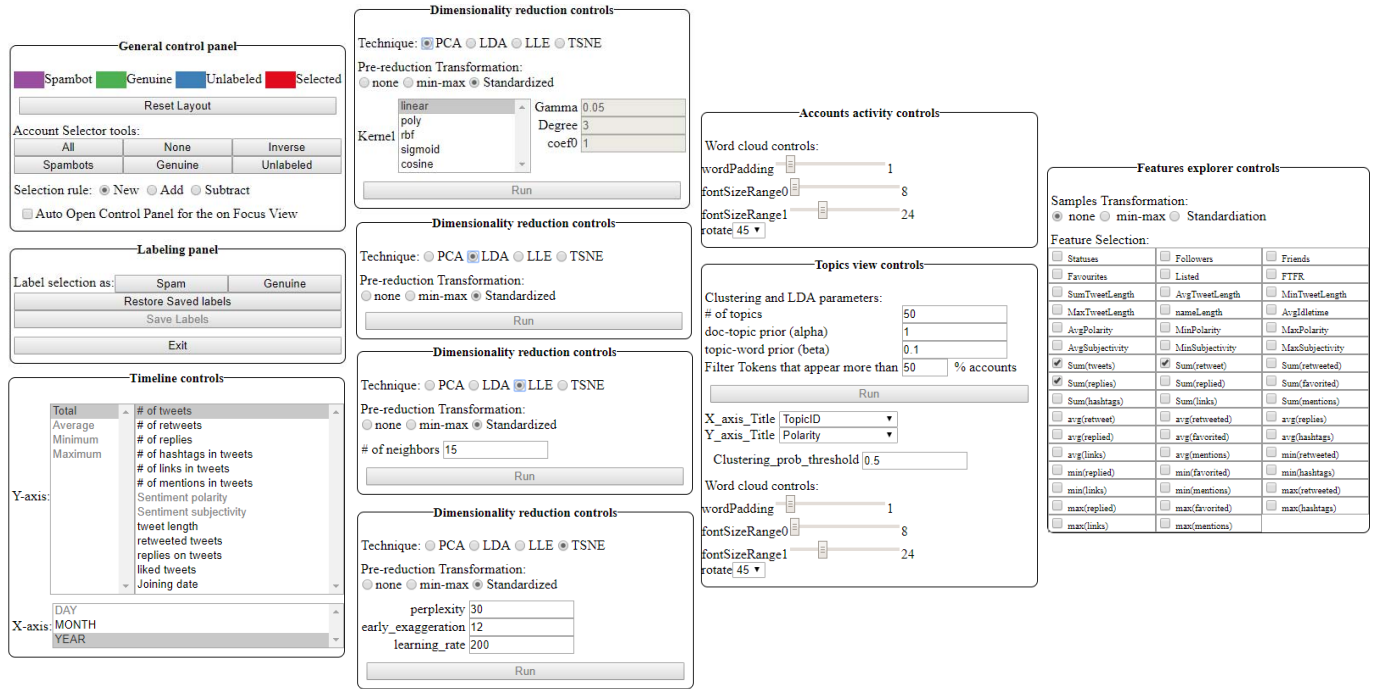 General control panel
Spambot Genuine Unlabeled Selected
Reset Layout
Account Selector tools:
All None Inverse
Spambots Genuine Unlabeled
Selection rule: New Add Subtract
Auto Open Control Panel for the on Focus View
Labeling panel
Label selection as: Spam Genuine
Restore Saved labels
Save Labels
Exit
Timeline controls
Y-axis:
Total
Average
Minimum
Maximum
# of tweets
# of retweets
# of replies
# of hashtags in tweets
# of links in tweets
# of mentions in tweets
Sentiment polarity
Sentiment subjectivity
tweet length
retweeted tweets
replies on tweets
liked tweets
Joining date
X-axis:
DAY
MONTH
YEAR
Dimensionality reduction controls
Technique: PCA LDA LLE TSNE
Pre-reduction Transformation:
none min-max Standardized
Kernel
linear
poly
rbf
sigmoid
cosine
Gamma 0.05
Degree 3
coef0 1
Run
Dimensionality reduction controls
Technique: PCA LDA LLE TSNE
Pre-reduction Transformation:
none min-max Standardized
Run
Dimensionality reduction controls
Technique: PCA LDA LLE TSNE
Pre-reduction Transformation:
none min-max Standardized
# of neighbors 15
Run
Dimensionality reduction controls
Technique: PCA LDA LLE TSNE
Pre-reduction Transformation:
none min-max Standardized
perplexity 30
early_exaggeration 12
learning_rate 200
Run
Accounts activity controls
Word cloud controls:
wordPadding 1
fontSizeRange0 8
fontSizeRange1 24
rotate 45
Topics view controls
Clustering and LDA parameters:
# of topics 50
doc-topic prior (alpha) 1
topic-word prior (beta) 0.1
Filter Tokens that appear more than 50 % accounts
Run
X_axis_Title TopicID
Y_axis_Title Polarity
Clustering_prob_threshold 0.5
Word cloud controls:
wordPadding 1
fontSizeRange0 8
fontSizeRange1 24
rotate 45
Features explorer controls
Samples Transformation:
none min-max Standardiation
Feature Selection:
Statuses Followers Friends
Favourites Listed FTFR
SumTweetLength AvgTweetLength MinTweetLength
MaxTweetLength nameLength AvgIdletime
AvgPolarity MinPolarity MaxPolarity
AvgSubjectivity MinSubjectivity MaxSubjectivity
Sum(tweets) Sum(retweet) Sum(retweeted)
Sum(replies) Sum(replied) Sum(favorited)
Sum(hashtags) Sum(links) Sum(mentions)
avg(retweet) avg(retweeted) avg(replies)
avg(replied) avg(favorited) avg(hashtags)
avg(links) avg(mentions) min(retweeted)
min(replied) min(favorited) min(hashtags)
min(links) min(mentions) max(retweeted)
max(replied) max(favorited) max(hashtags)
max(links) max(mentions)